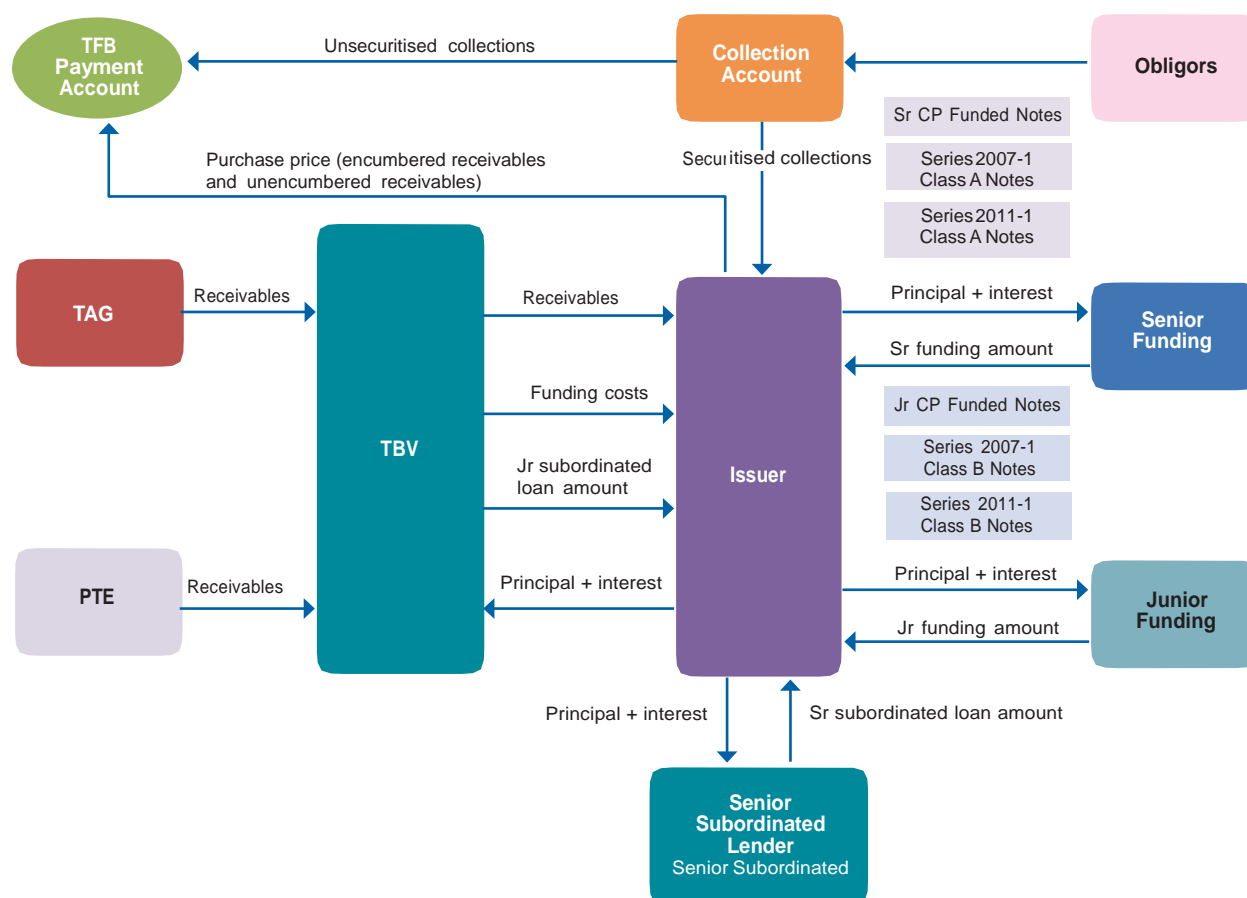 TFB
Payment
Account
Unsecuritised collections
Collection
Account
Obligors
Sr CP Funded Notes
Purchase price (encumbered receivables
and unencumbered receivables)
Securitised collections
Series 2007-1
Class A Notes
Series 2011-1
Class A Notes
TAG
Receivables
TBV
Receivables
Issuer
Principal + interest
Senior
Funding
Sr funding amount
Funding costs
Jr CP Funded Notes
Jr subordinated
loan amount
Series 2007-1
Class B Notes
Series 2011-1
Class B Notes
PTE
Receivables
Principal + interest
Principal + interest
Junior
Funding
Jr funding amount
Principal + interest
Sr subordinated loan amount
Senior
Subordinated
Lender
Senior Subordinated